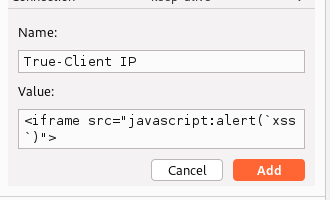 Name:
True-Client IP
Value:
<iframe src="javascript:alert(`xss
`)">
Cancel
Add